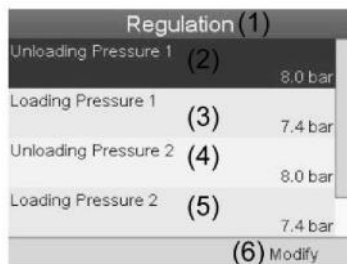 Regulation (1)
Unloading Pressure 1
(2)
8.0 bar
Loading Pressure 1
(3)
7.4 bar
Unloading Pressure 2
(4)
8.0 bar
Loading Pressure 2
(5)
7.4 bar
(6) Modify